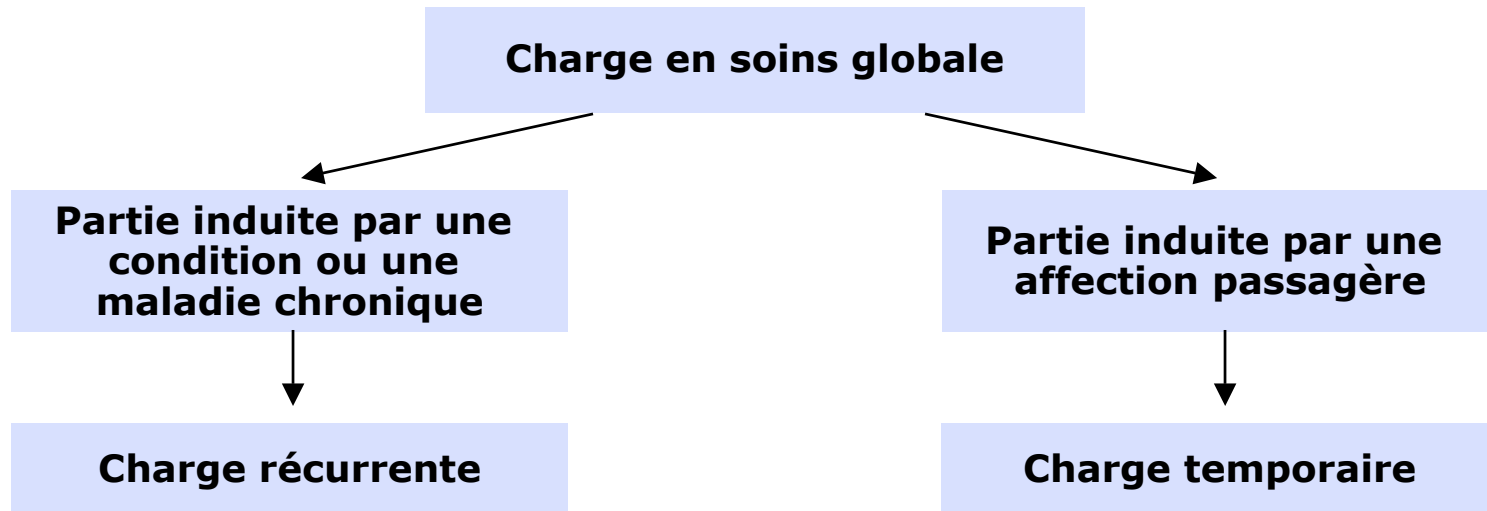 Charge en soins globale
Partie induite par une
condition ou une
maladie chronique
Partie induite par une
affection passagère
Charge récurrente
Charge temporaire